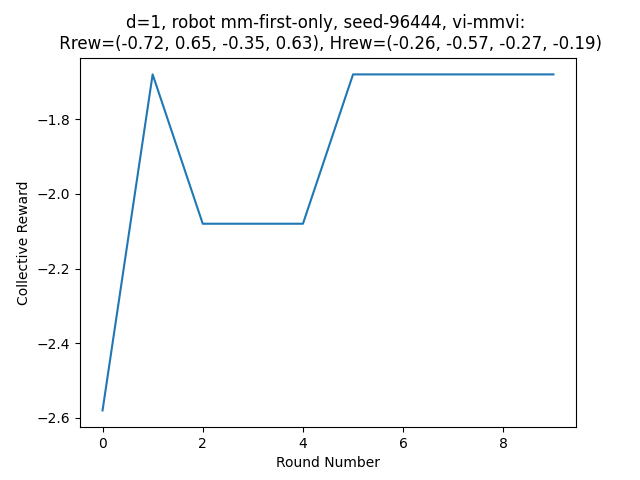 d=1, robot mm-first-only, seed-96444, vi-mmvi:
Rrew=(-0.72, 0.65, -0.35, 0.63), Hrew=(-0.26, -0.57, -0.27, -0.19)
Collective Reward
−1.8
−2.0
−2.2
−2.4
−2.6
0 2 4 6 8
Round Number